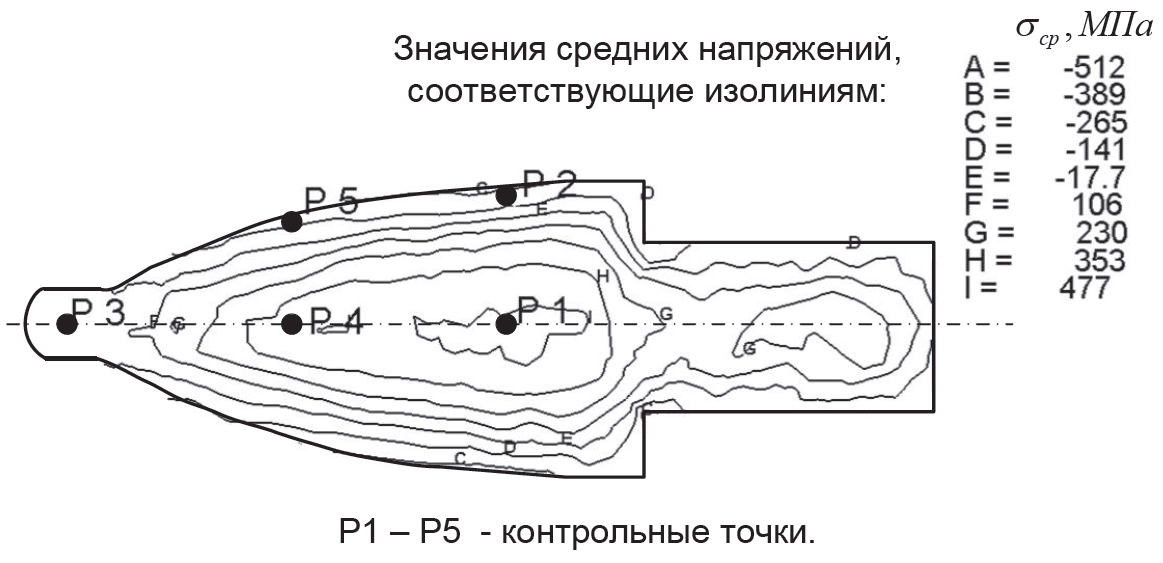 Значения средних напряжений,
соответствующие изолиниям:
σср, МПа
A = -512
B = -389
C = -265
D = -141
E = -17.7
F = 106
G = 230
H = 353
I = 477
C
P 2
D
P 5
E
D
H
P 3
F
G
P 4
P 1
I
G
G
C
E
D
C
P1 – P5 - контрольные точки.